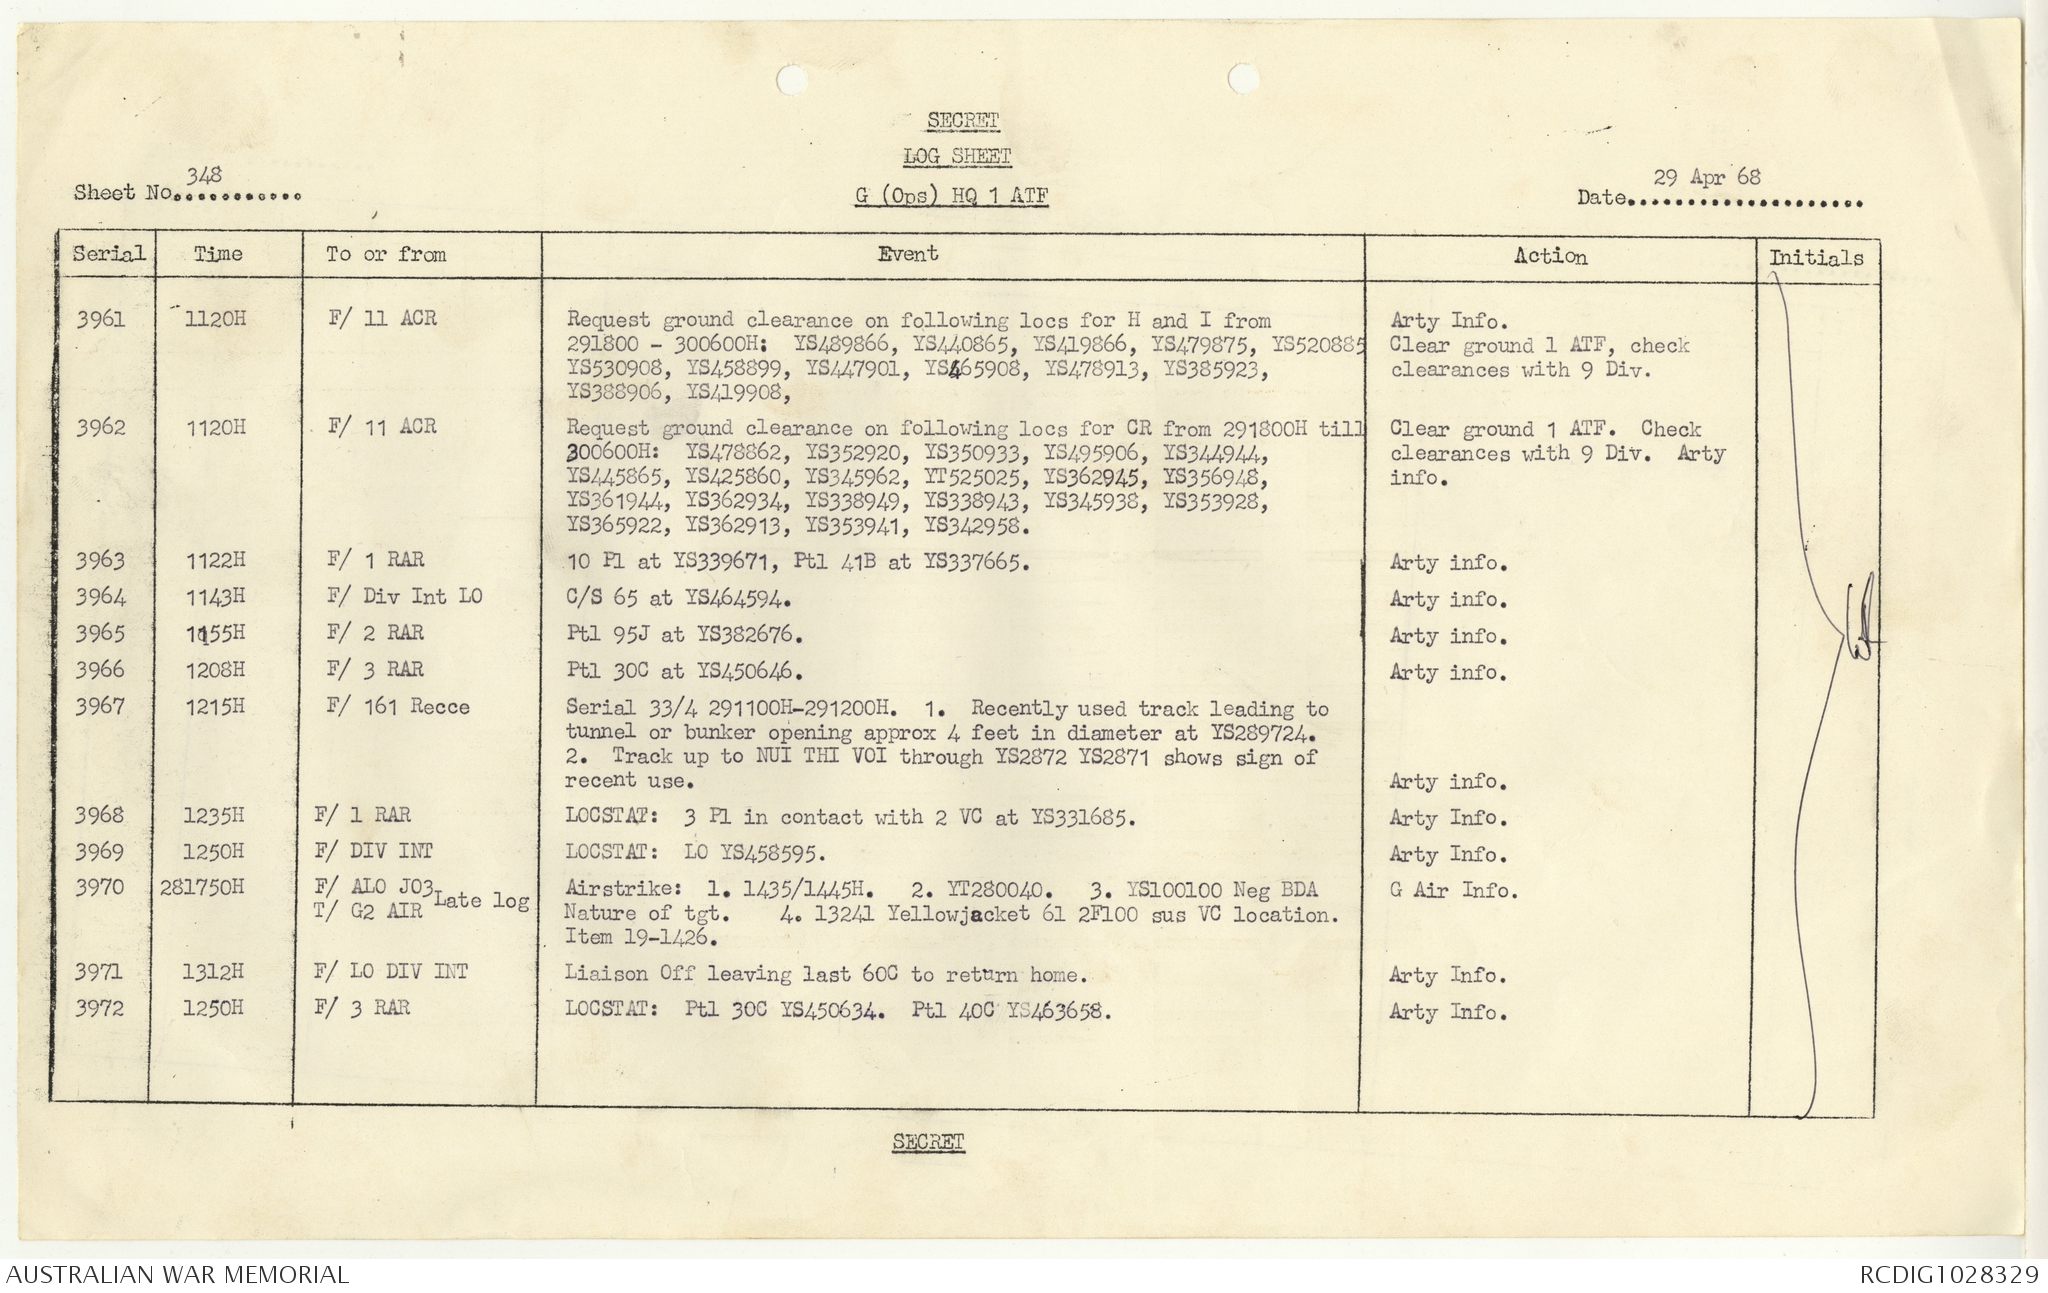 SECRET
LOG SHEET
Sheet No. 348
G (Ops) HQ 1 ATF
Date 29 Apr 68
Serial Time To or from Event Action Initials
3961 1120H F/ 11 ACR Request ground clearance on following locs for H and I from Arty Info.
291800 - 300600H: YS489866, YS440865, YS419866, YS479875, YS520885 Clear ground 1 ATF, check
YS530908, YS458899, YS447901, YS465908, YS478913, YS385923, clearances with 9 Div.
YS388906, YS419908,
3962 1120H F/ 11 ACR Request ground clearance on following locs for CR from 291800H till Clear ground 1 ATF. Check
300600H: YS478862, YS352920, YS350933, YS495906, YS344944, clearances with 9 Div. Arty
YS445865, YS425860, YS345962, YT525025, YS362945, YS356948, info.
YS361944, YS362934, YS338949, YS338943, YS345938, YS353928,
YS365922, YS362913, YS353941, YS342958.
3963 1122H F/ 1 RAR 10 Pl at YS339671, Ptl 41B at YS337665. Arty info.
3964 1143H F/ Div Int LO C/S 65 at YS464594. Arty info.
3965 1155H F/ 2 RAR Ptl 95J at YS382676. Arty info.
3966 1208H F/ 3 RAR Ptl 30C at YS450646. Arty info.
3967 1215H F/ 161 Recce Serial 33/4 291100H-291200H. 1. Recently used track leading to
tunnel or bunker opening approx 4 feet in diameter at YS289724.
2. Track up to NUI THI VOI through YS2872 YS2871 shows sign of
recent use. Arty info.
3968 1235H F/ 1 RAR LOCSTAT: 3 Pl in contact with 2 VC at YS331685. Arty Info.
3969 1250H F/ DIV INT LOCSTAT: LO YS458595. Arty Info.
3970 281750H F/ ALO JO3 Late log Airstrike: 1. 1435/1445H. 2. YT280040. 3. YS100100 Neg BDA G Air Info.
T/ G2 AIR Nature of tgt. 4. 13241 Yellowjacket 61 2F100 sus VC location.
Item 19-1426.
3971 1312H F/ LO DIV INT Liaison Off leaving last 60C to return home. Arty Info.
3972 1250H F/ 3 RAR LOCSTAT: Ptl 30C YS450634. Ptl 40C YS463658. Arty Info.
SECRET
AUSTRALIAN WAR MEMORIAL
RCDIG1028329